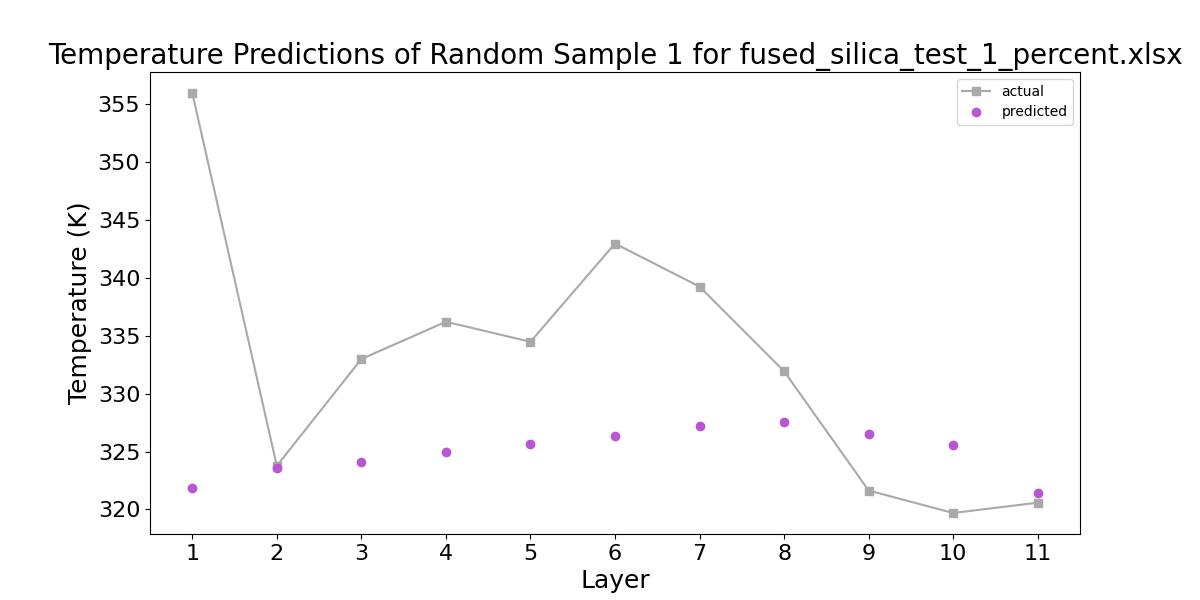 Temperature Predictions of Random Sample 1 for fused_silica_test_1_percent.xlsx
actual
predicted
Temperature (K)
355
350
345
340
335
330
325
320
1 2 3 4 5 6 7 8 9 10 11
Layer